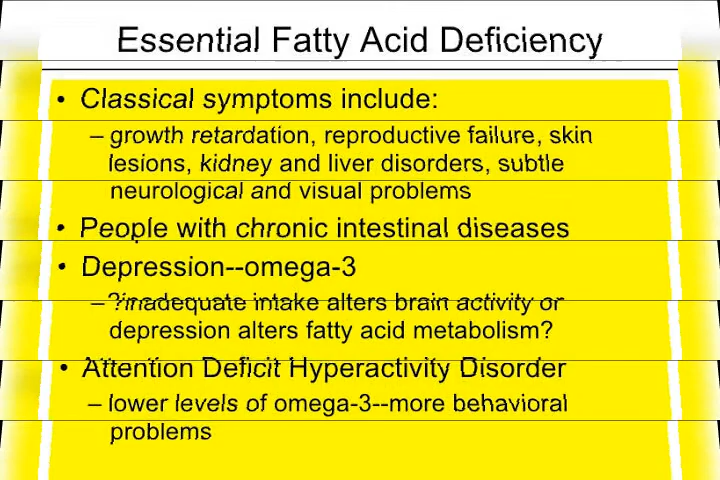 Essential Fatty Acid Deficiency
• Classical symptoms include:
– growth retardation, reproductive failure, skin
lesions, kidney and liver disorders, subtle
neurological and visual problems
• People with chronic intestinal diseases
• Depression--omega-3
–?inadequate intake alters brain activity or
depression alters fatty acid metabolism?
• Attention Deficit Hyperactivity Disorder
– lower levels of omega-3--more behavioral
problems